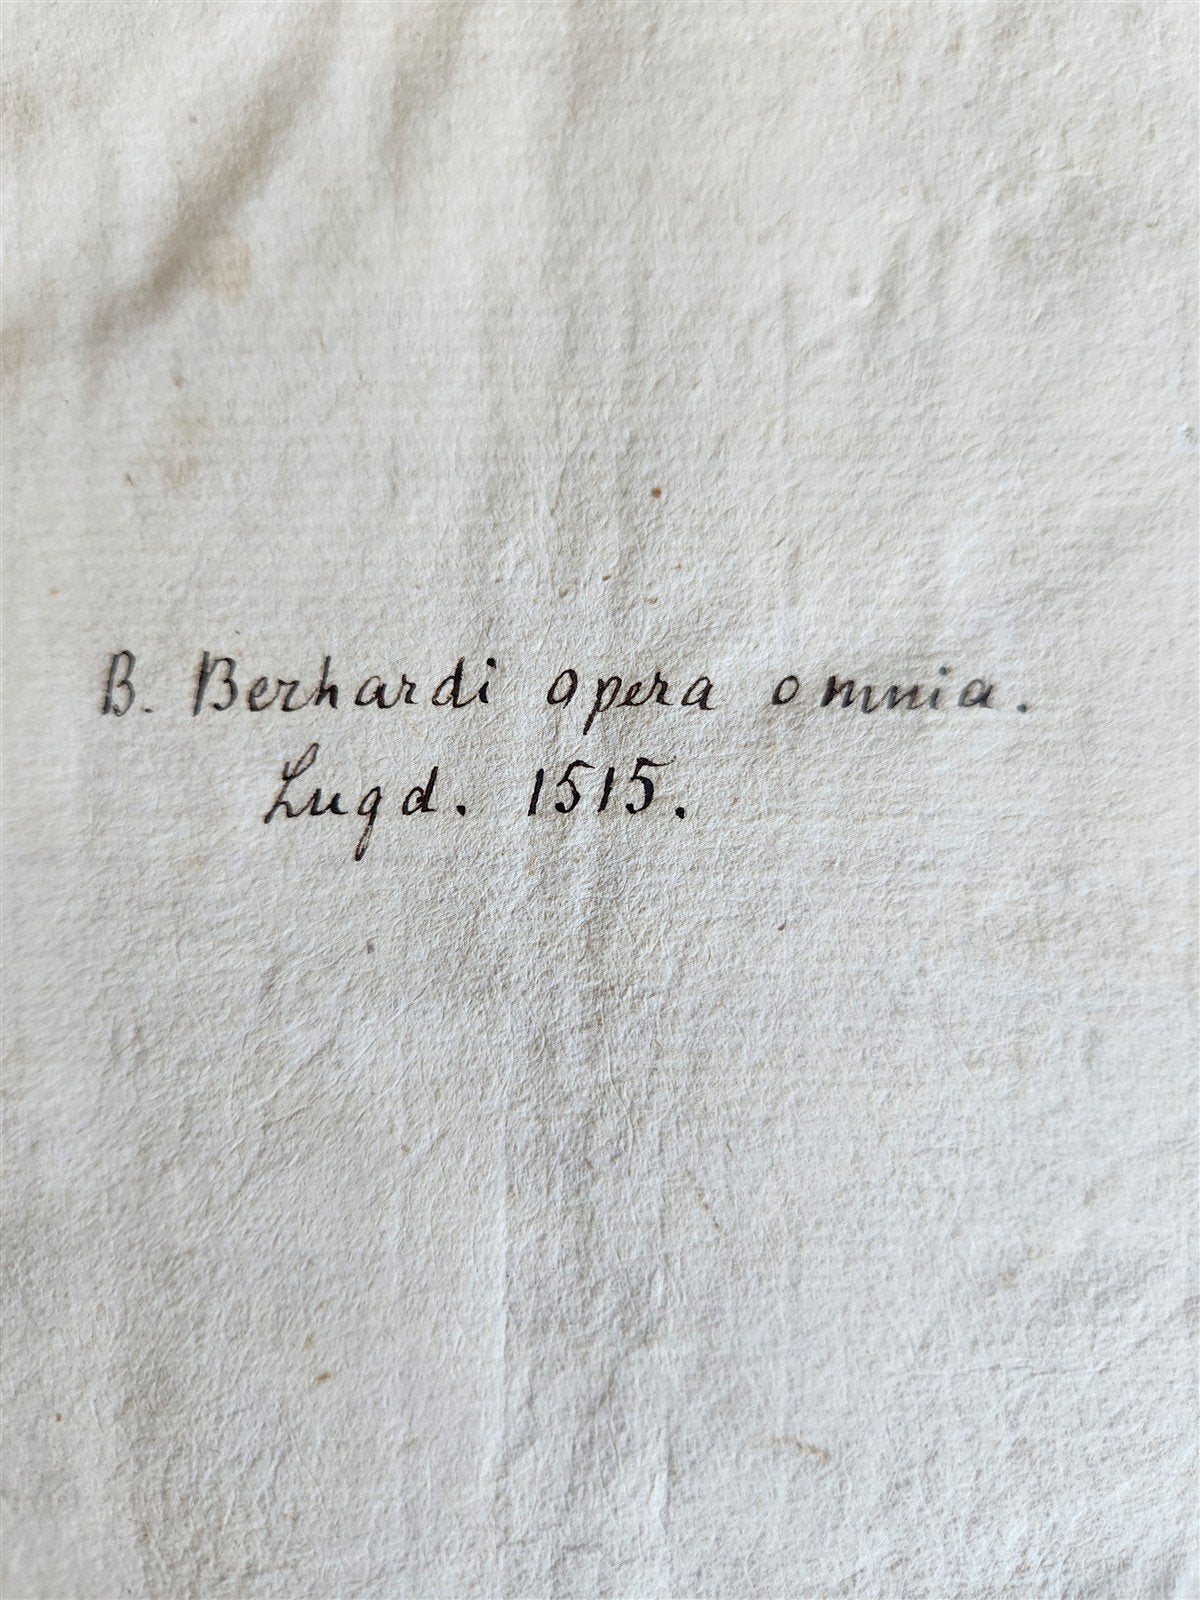 B. Berhardi opera omnia.
Lugd. 1515.